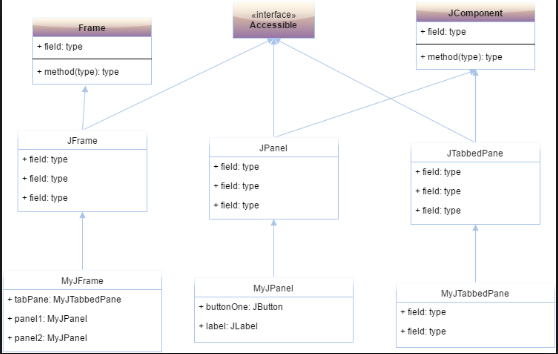 Frame
+ field: type
+ method(type): type
«interface»
Accessible
JComponent
+ field: type
+ method(type): type
JFrame
+ field: type
+ field: type
+ field: type
JPanel
+ field: type
+ field: type
+ field: type
JTabbedPane
+ field: type
+ field: type
+ field: type
MyJFrame
+ tabPane: MyJTabbedPane
+ panel1: MyJPanel
+ panel2: MyJPanel
MyJPanel
+ buttonOne: JButton
+ label: JLabel
MyJTabbedPane
+ field: type
+ field: type